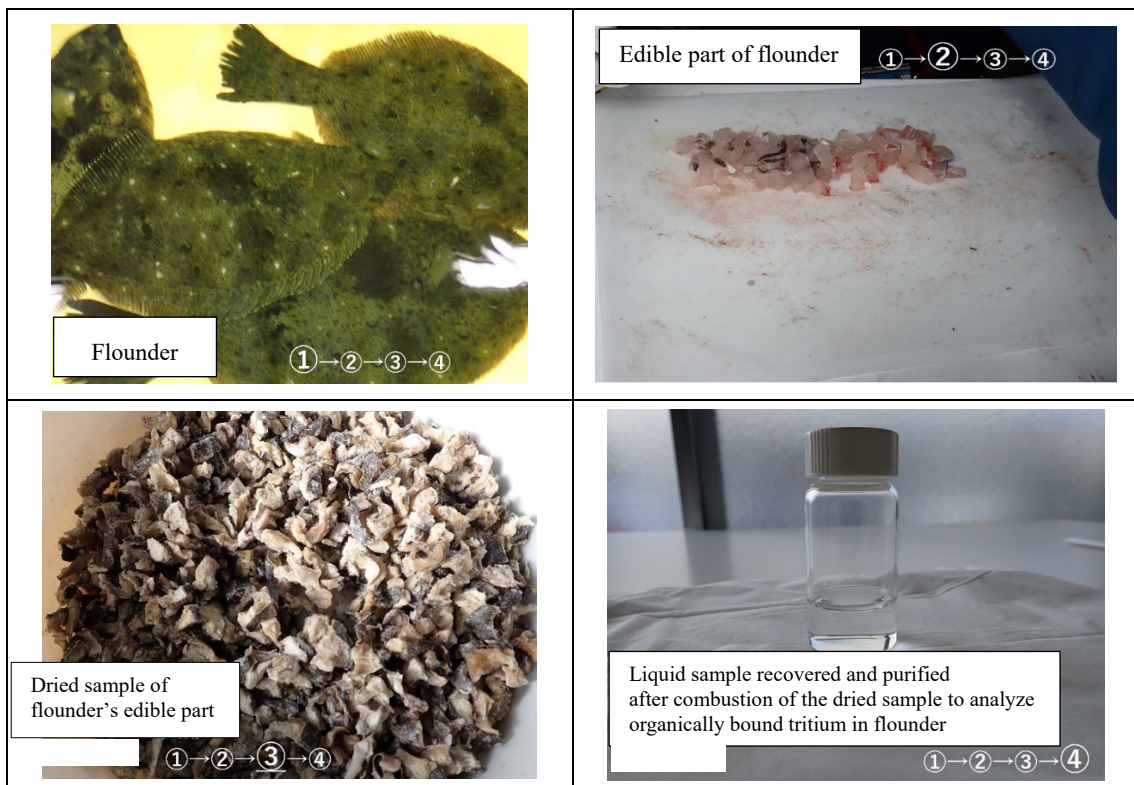 Flounder
①→②→③→④
Edible part of flounder
①→②→③→④
Dried sample of
flounder’s edible part
①→②→③→④
Liquid sample recovered and purified
after combustion of the dried sample to analyze
organically bound tritium in flounder
①→②→③→④